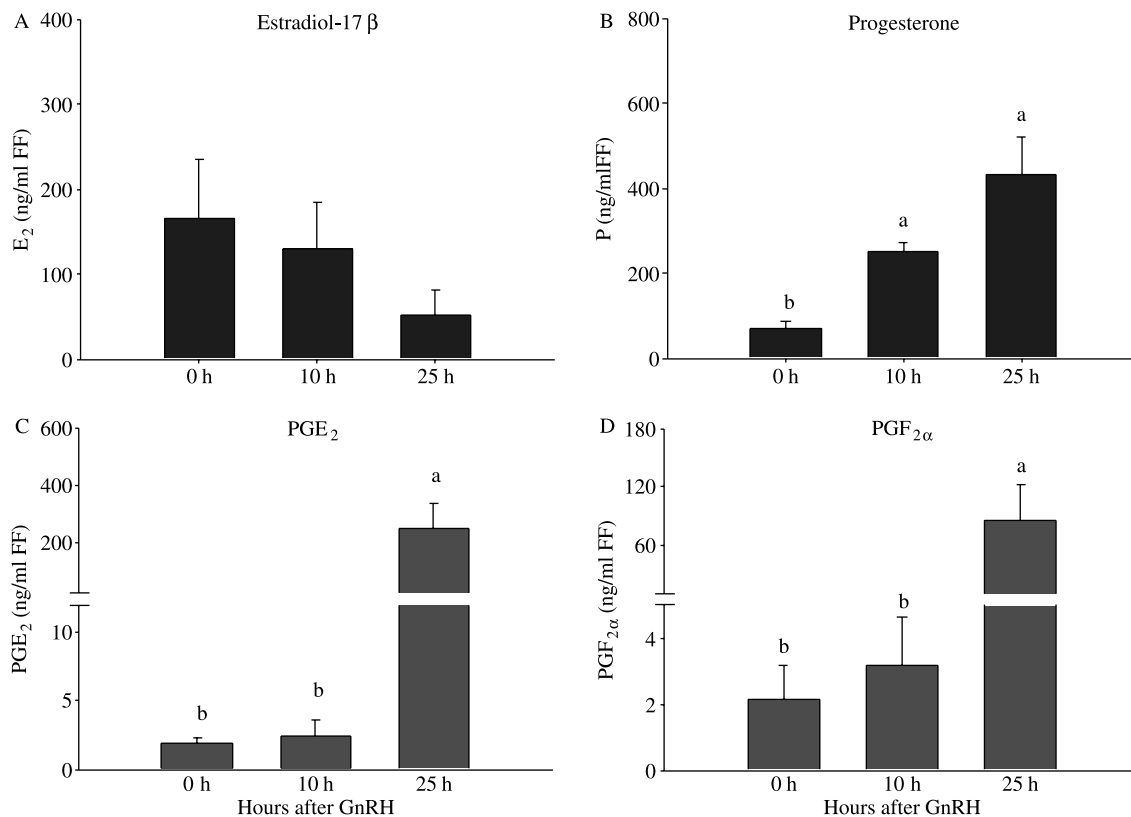 A
Estradiol-17 β
400
300
200
100
0
E2 (ng/ml FF)
0 h
10 h
25 h
B
Progesterone
800
600
400
200
0
P (ng/mlFF)
b
a
a
0 h
10 h
25 h
C
PGE2
600
400
200
10
5
0
PGE2 (ng/ml FF)
b
b
a
0 h
10 h
25 h
Hours after GnRH
D
PGF2α
180
120
60
4
2
0
PGF2α (ng/ml FF)
b
b
a
0 h
10 h
25 h
Hours after GnRH